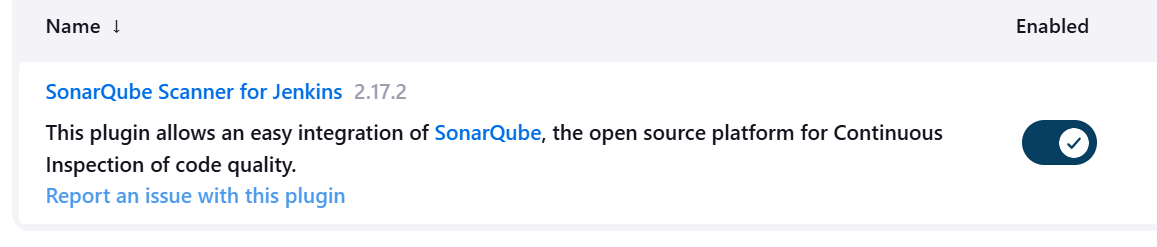 Name ↓ Enabled
SonarQube Scanner for Jenkins 2.17.2
This plugin allows an easy integration of SonarQube, the open source platform for Continuous
Inspection of code quality.
Report an issue with this plugin